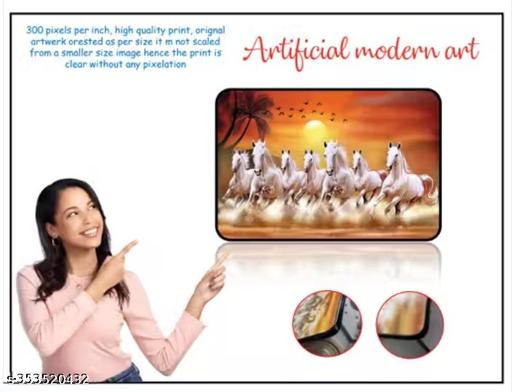 300 pixels per inch, high quality print, orignal
artwerk orested as per size it m not scaled
from a smaller size image hence the print is
clear without any pixelation
Artificial modern art
s-353520432